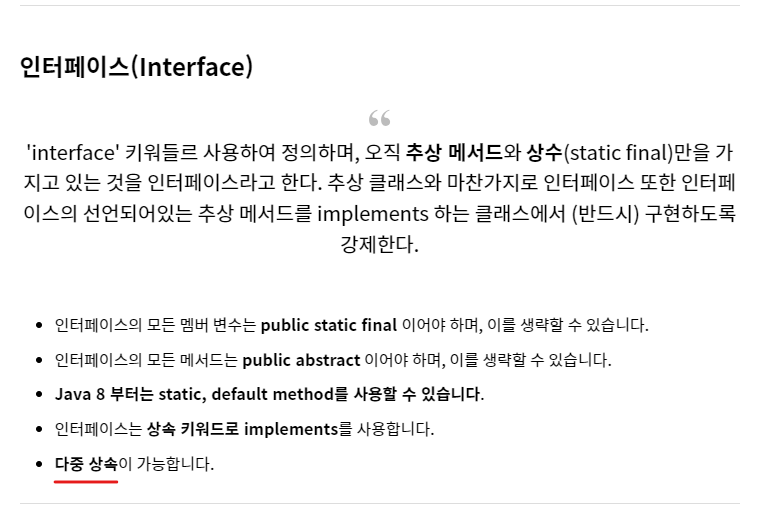 인터페이스(Interface)
“
'interface' 키워들르 사용하여 정의하며, 오직 추상 메서드와 상수(static final)만을 가
지고 있는 것을 인터페이스라고 한다. 추상 클래스와 마찬가지로 인터페이스 또한 인터페
이스의 선언되어있는 추상 메서드를 implements 하는 클래스에서 (반드시) 구현하도록
강제한다.
• 인터페이스의 모든 멤버 변수는 public static final 이어야 하며, 이를 생략할 수 있습니다.
• 인터페이스의 모든 메서드는 public abstract 이어야 하며, 이를 생략할 수 있습니다.
• Java 8 부터는 static, default method를 사용할 수 있습니다.
• 인터페이스는 상속 키워드로 implements를 사용합니다.
• 다중 상속이 가능합니다.